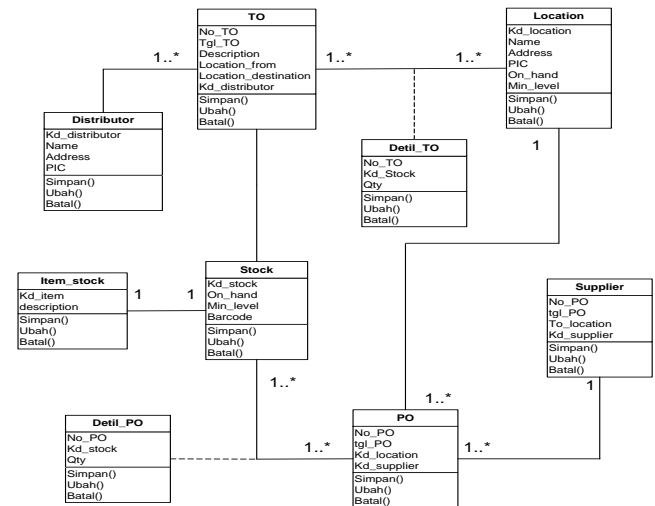 TO
No_TO
Tgl_TO
Description
Location_from
Location_destination
Kd_distributor
Simpan()
Ubah()
Batal()
Location
Kd_location
Name
Address
PIC
On_hand
Min_level
Simpan()
Ubah()
Batal()
1..*
1..*
1..*
Distributor
Kd_distributor
Name
Address
PIC
Simpan()
Ubah()
Batal()
Detil_TO
No_TO
Kd_Stock
Qty
Simpan()
Ubah()
Batal()
1
Item_stock
Kd_item
description
Simpan()
Ubah()
Batal()
1
1
Stock
Kd_stock
On_hand
Min_level
Barcode
Simpan()
Ubah()
Batal()
Supplier
No_PO
tgl_PO
To_location
Kd_supplier
Simpan()
Ubah()
Batal()
1
1..*
1..*
Detil_PO
No_PO
Kd_stock
Qty
Simpan()
Ubah()
Batal()
1..*
PO
No_PO
tgl_PO
Kd_location
Kd_supplier
Simpan()
Ubah()
Batal()
1..*